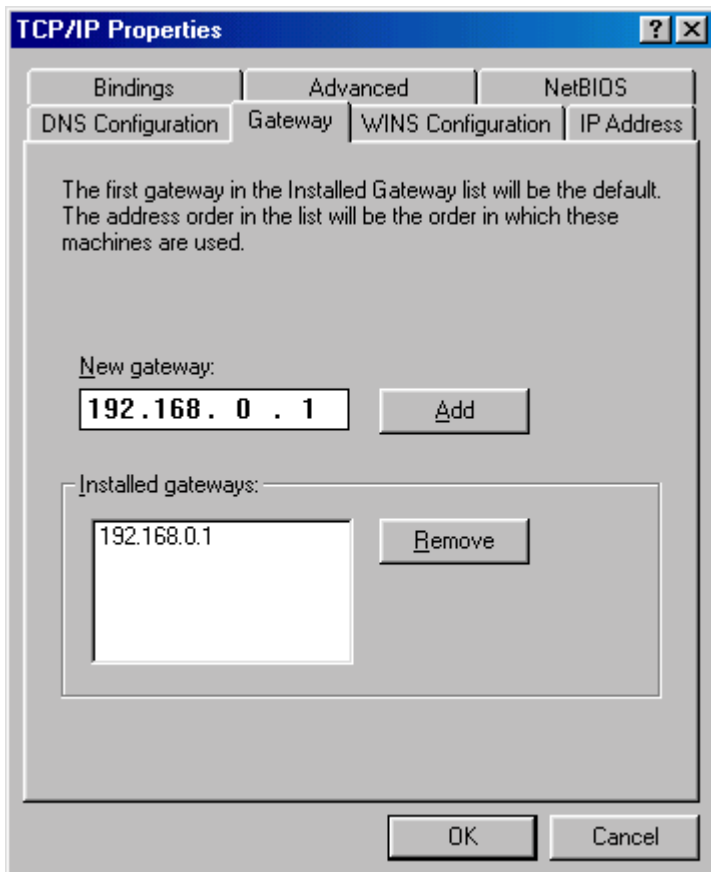 TCP/IP Properties
Bindings Advanced NetBIOS
DNS Configuration Gateway WINS Configuration IP Address
The first gateway in the Installed Gateway list will be the default.
The address order in the list will be the order in which these
machines are used.
New gateway:
192.168. 0 . 1 Add
Installed gateways:
192.168.0.1 Remove
OK Cancel